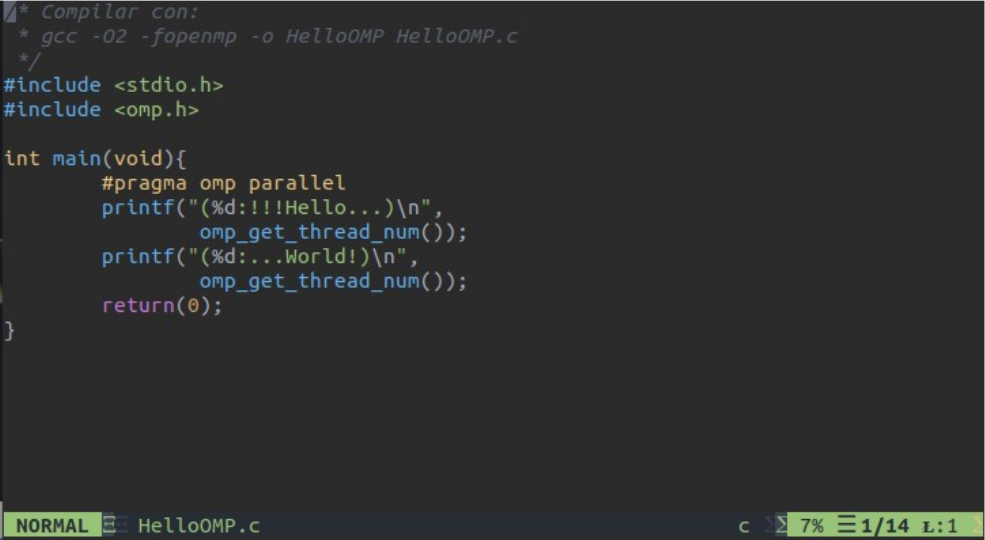 /* Compilar con:
 * gcc -O2 -fopenmp -o HelloOMP HelloOMP.c
 */
#include <stdio.h>
#include <omp.h>

int main(void){
        #pragma omp parallel
        printf("(%d:!!!Hello...)\n",
                omp_get_thread_num());
        printf("(%d:...World!)\n",
                omp_get_thread_num());
        return(0);
}
NORMAL HelloOMP.c c 7% ☰ 1/14 Ł:1